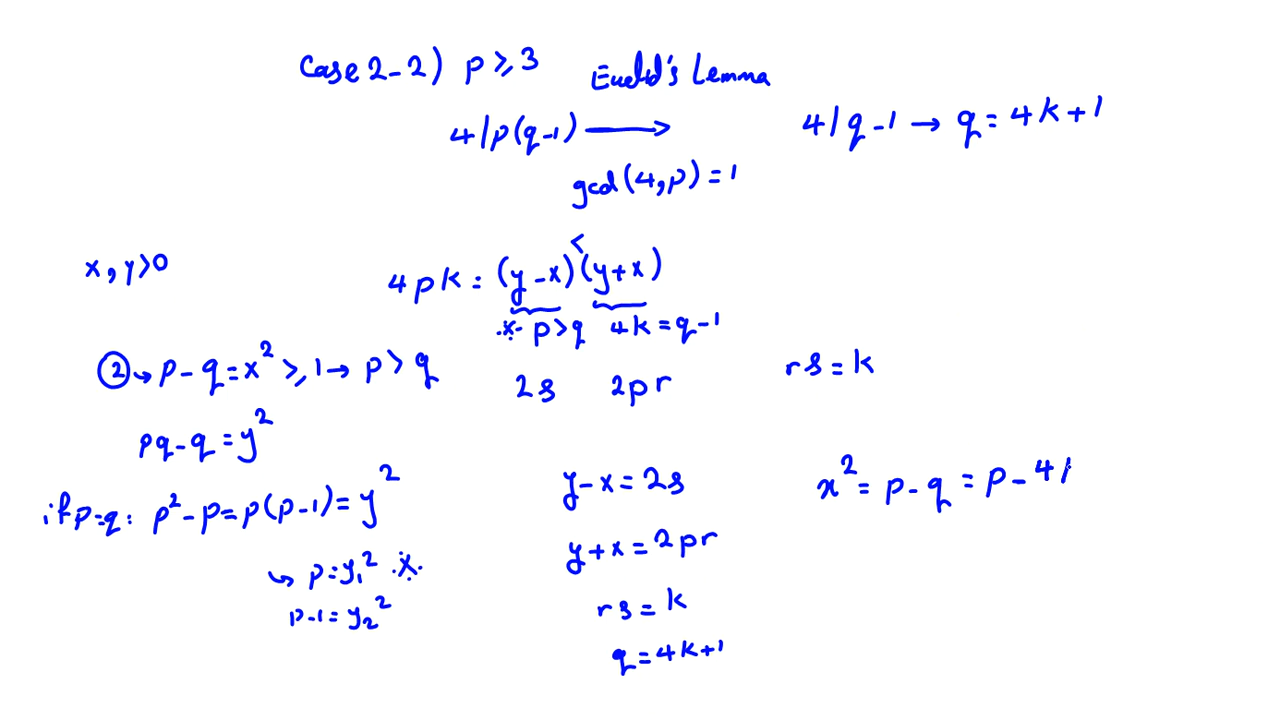 Case 2-2) p ≥ 3 Euclid's Lemma
4|p(q-1) ⟶ 4|q-1 → q = 4k+1
gcd(4,p) = 1
x, y>0
<
4pk = (y-x)(y+x)
※ p>q 4k = q-1
② → p-q = x² ≥ 1 → p > q
2s 2pr rs = k
pq-q = y²
y-x = 2s x² = p-q = p-4
if p=q: p²-p = p(p-1) = y²
y+x = 2pr
↪ p = y₁² ※
p-1 = y₂²
rs = k
q = 4k+1